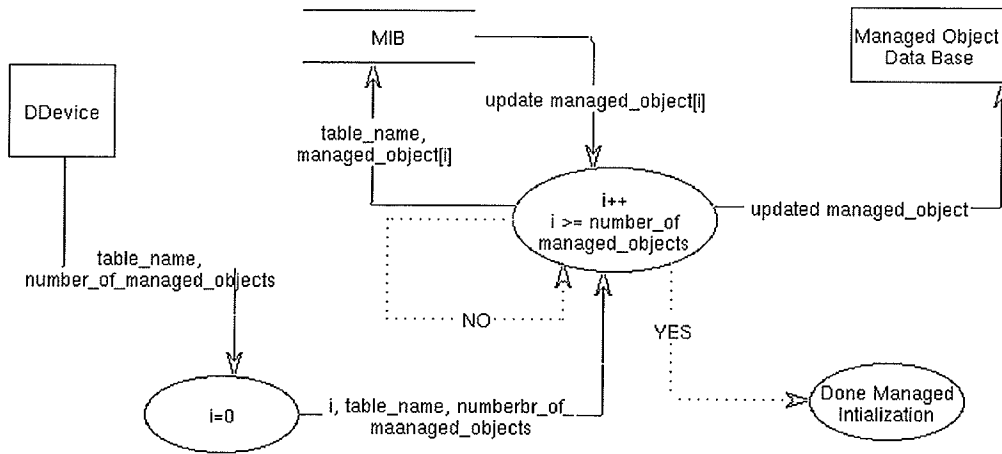 MIB
Managed Object
Data Base
DDevice
update managed_object[i]
table_name,
managed_object[i]
i++
i >= number_of
managed_objects
updated managed_object
table_name,
number_of_managed_objects
NO
YES
i=0
i, table_name, numberbr_of
maanaged_objects
Done Managed
Intialization